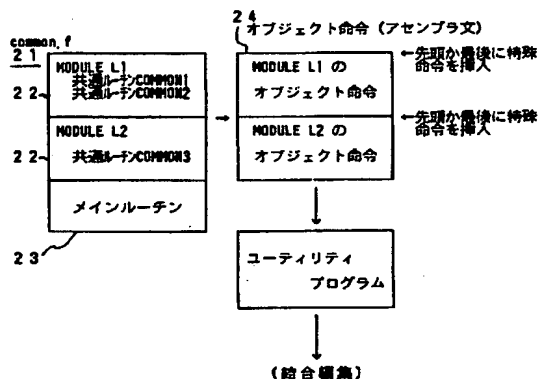 common.f
21
MODULE L1
共通ルーチンCOMMON1
共通ルーチンCOMMON2
22
MODULE L2
共通ルーチンCOMMON3
22
メインルーチン
23
24
オブジェクト命令(アセンブラ文)
MODULE L1 の
オブジェクト命令
←先頭か最後に特殊
命令を挿入
MODULE L2 の
オブジェクト命令
←先頭か最後に特殊
命令を挿入
ユーティリティ
プログラム
(結合編集)